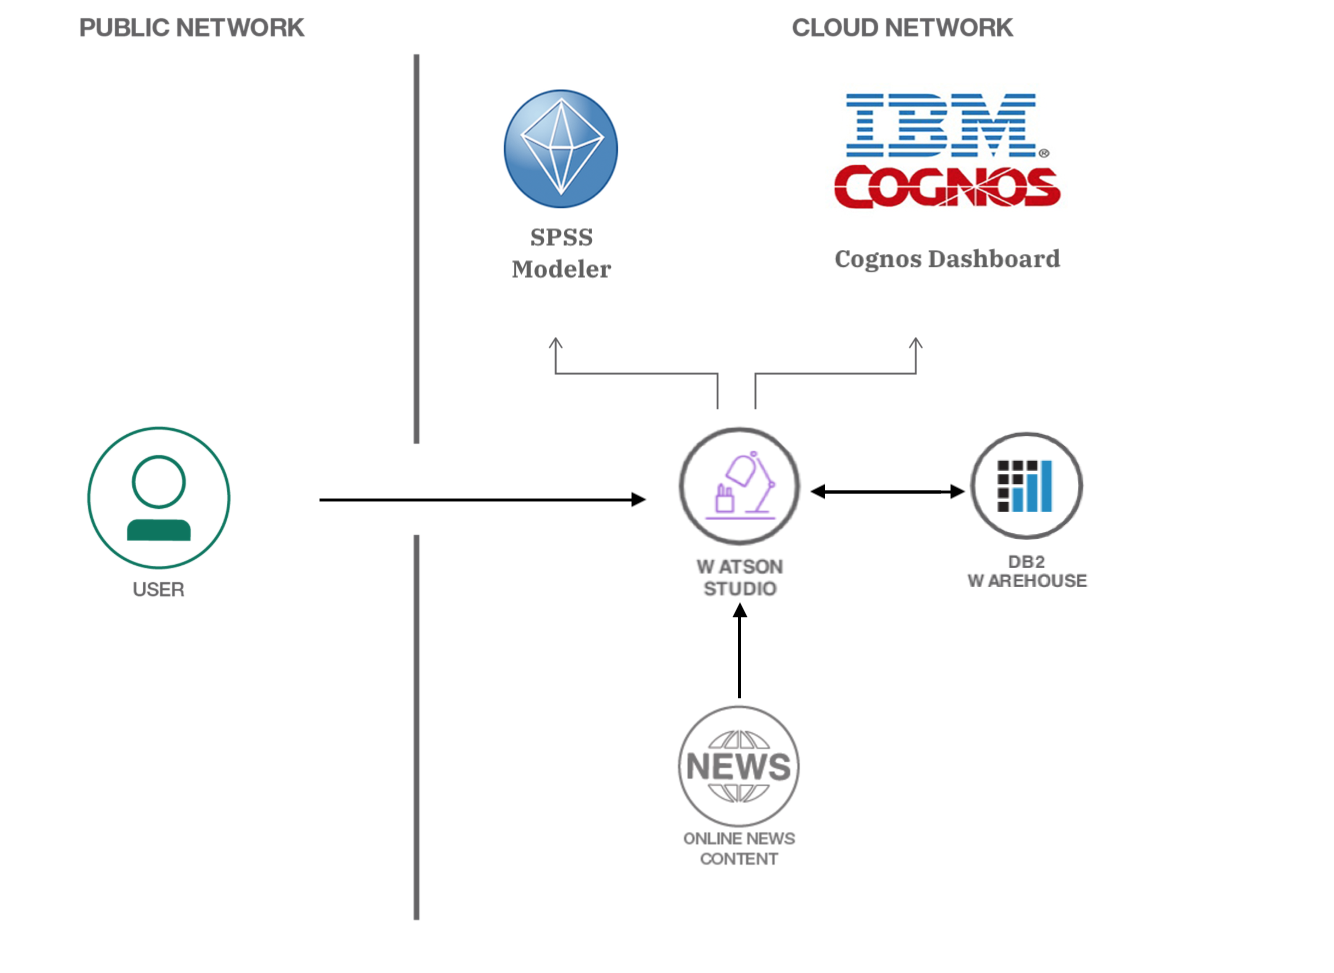 PUBLIC NETWORK
CLOUD NETWORK
IBM®
COGNOS
SPSS
Modeler
Cognos Dashboard
USER
W ATSON
STUDIO
DB2
W AREHOUSE
NEWS
ONLINE NEWS
CONTENT